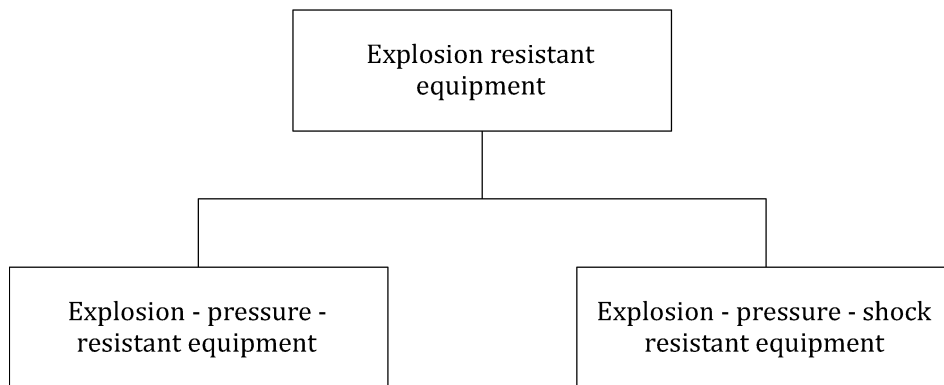 Explosion resistant
equipment
Explosion - pressure -
resistant equipment
Explosion - pressure - shock
resistant equipment